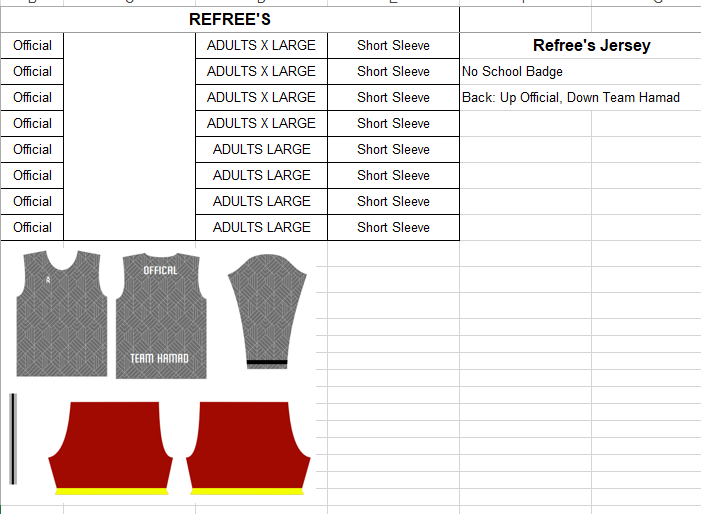 REFREE'S
Official ADULTS X LARGE Short Sleeve Refree's Jersey
Official ADULTS X LARGE Short Sleeve No School Badge
Official ADULTS X LARGE Short Sleeve Back: Up Official, Down Team Hamad
Official ADULTS X LARGE Short Sleeve
Official ADULTS LARGE Short Sleeve
Official ADULTS LARGE Short Sleeve
Official ADULTS LARGE Short Sleeve
Official ADULTS LARGE Short Sleeve
OFFICAL
TEAM HAMAD